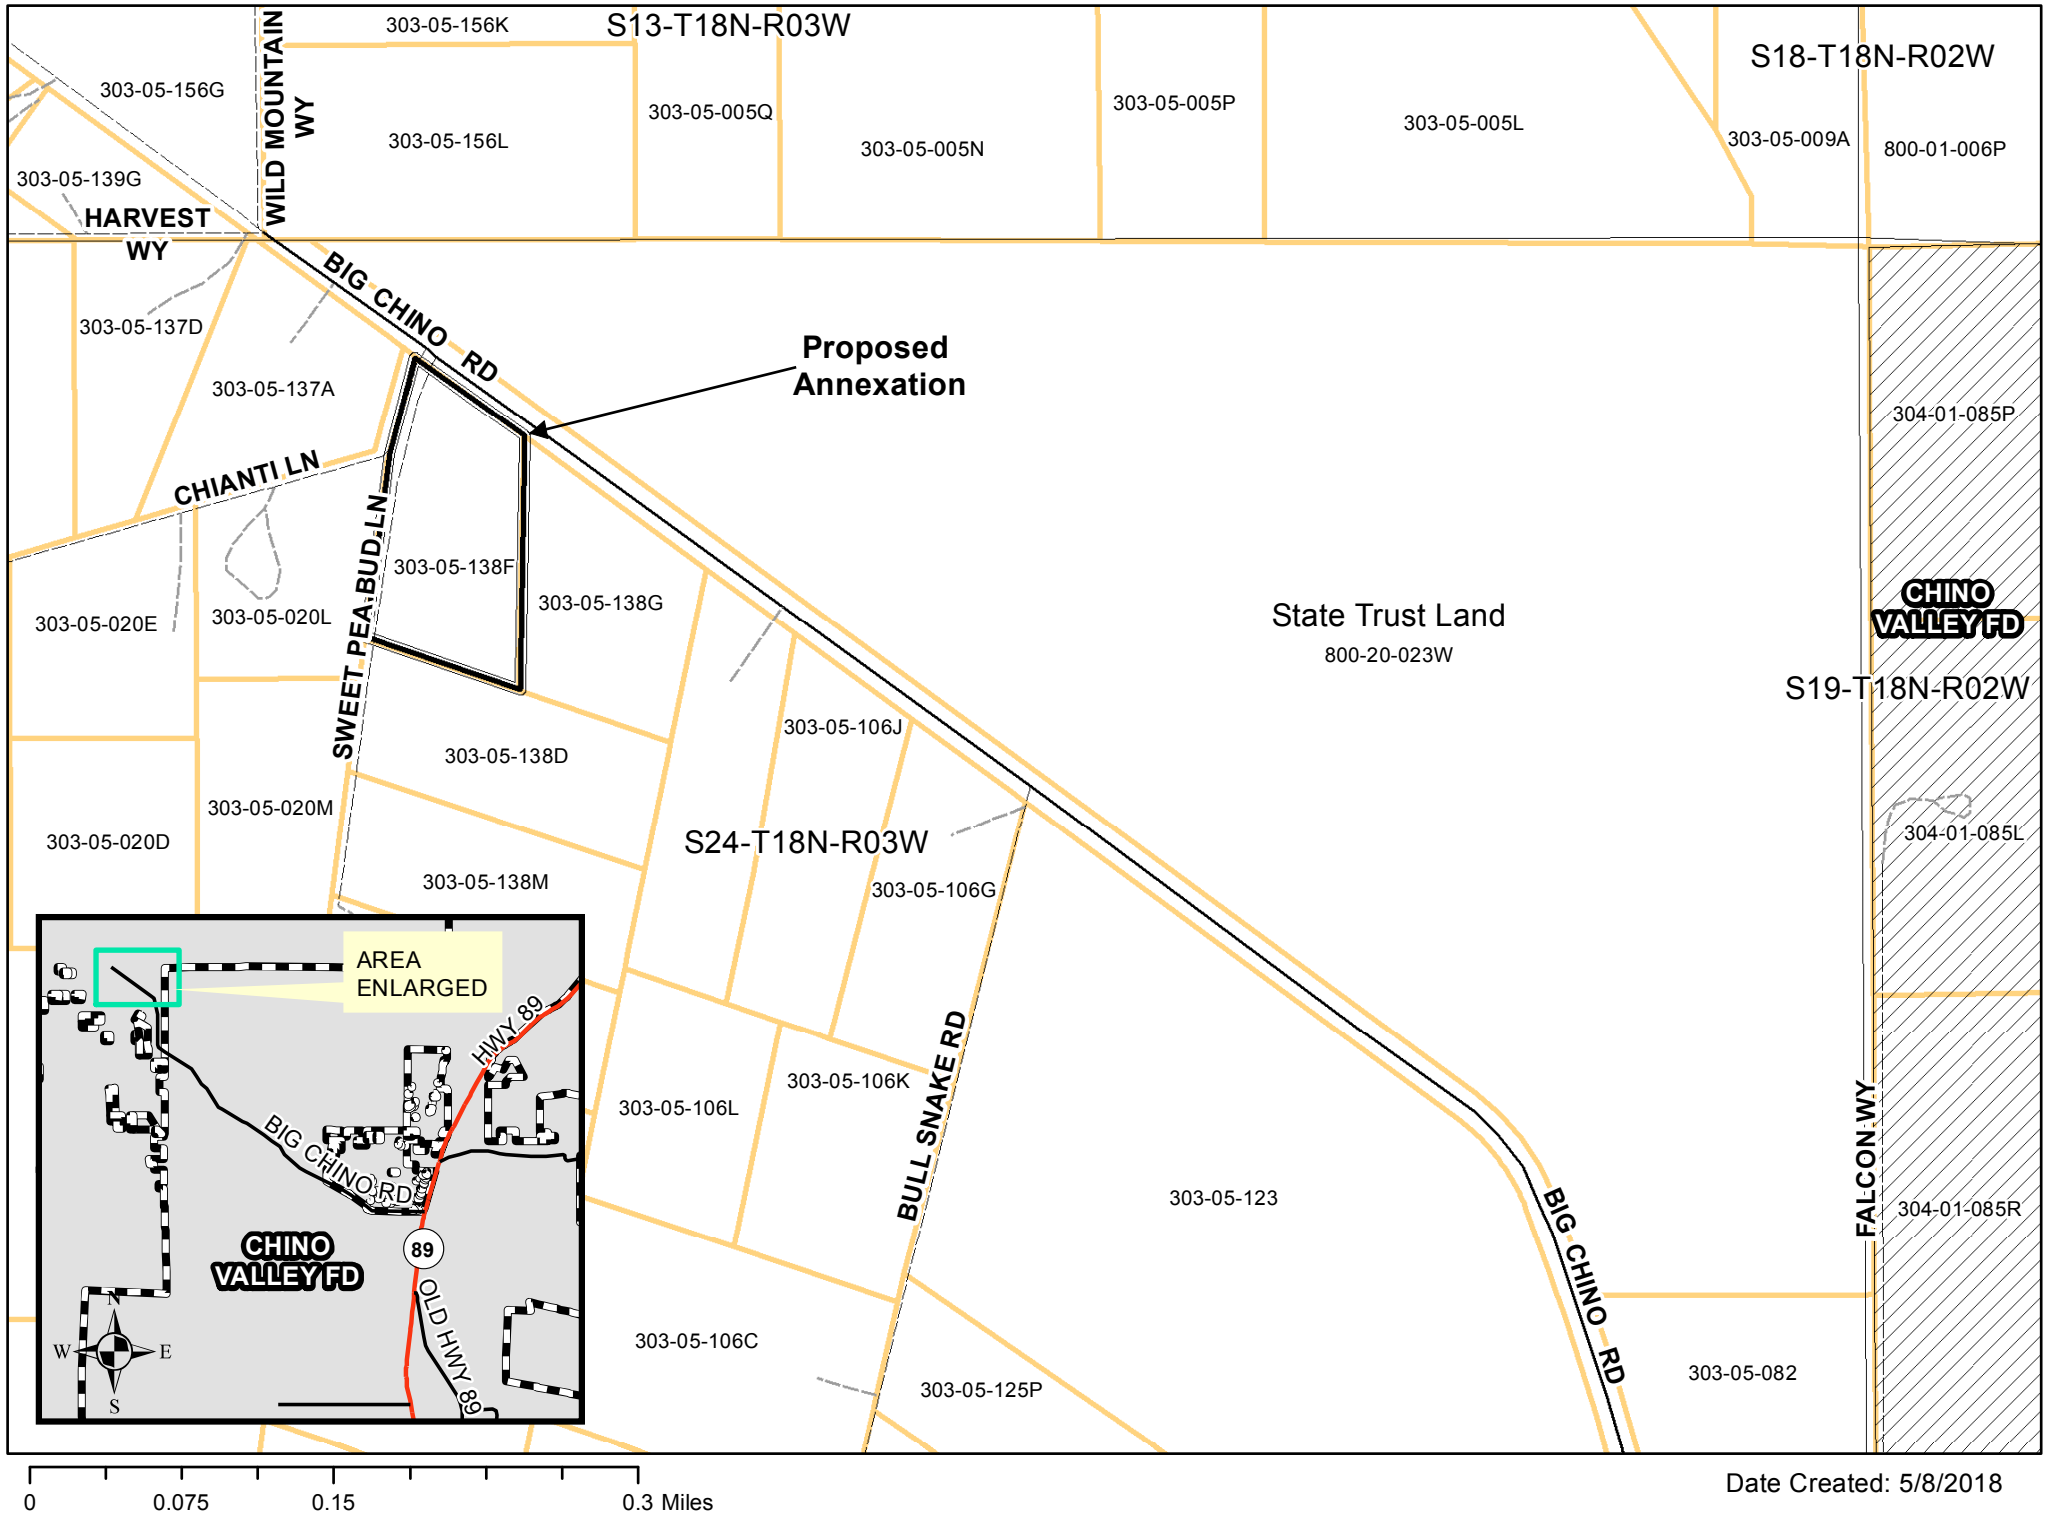 303-05-156K
S13-T18N-R03W
S18-T18N-R02W
303-05-156G
WILD MOUNTAIN
WY
303-05-156L
303-05-005Q
303-05-005N
303-05-005P
303-05-005L
303-05-009A
800-01-006P
303-05-139G
HARVEST
WY
BIG CHINO RD
303-05-137D
303-05-137A
Proposed
Annexation
304-01-085P
CHIANTI LN
SWEET PEA BUD LN
303-05-138F
303-05-138G
303-05-020E
303-05-020L
State Trust Land
800-20-023W
CHINO
VALLEY FD
S19-T18N-R02W
303-05-138D
303-05-106J
303-05-020M
303-05-020D
S24-T18N-R03W
304-01-085L
303-05-138M
303-05-106G
AREA
ENLARGED
HWY 89
BULL SNAKE RD
303-05-106K
303-05-106L
BIG CHINO RD
303-05-123
FALCON WY
304-01-085R
BIG CHINO RD
CHINO
VALLEY FD
89
OLD HWY 89
N
W
E
S
303-05-106C
303-05-125P
303-05-082
0
0.075
0.15
0.3 Miles
Date Created: 5/8/2018